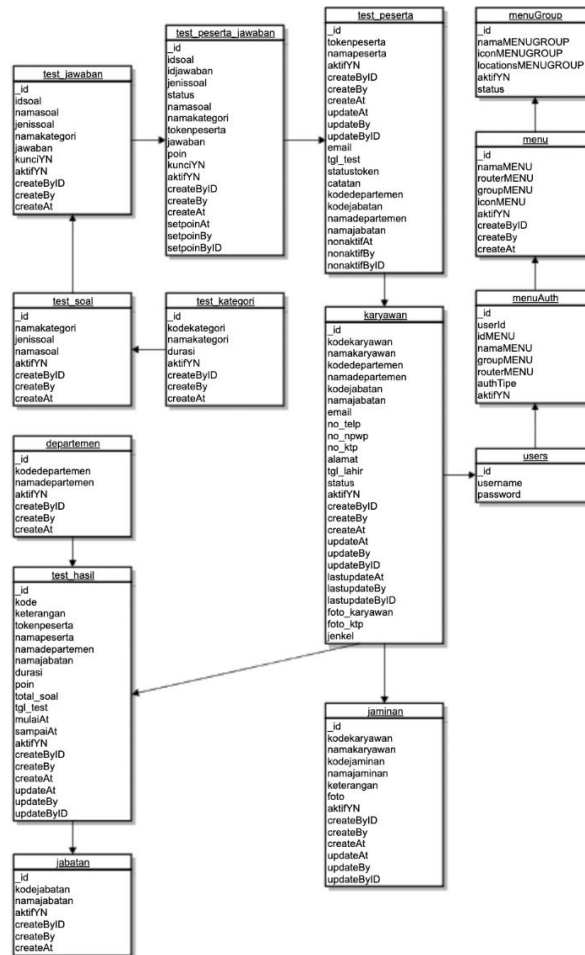 test_jawaban
_id
idsoal
namasoal
jenissoal
namakategori
jawaban
kunciYN
aktifYN
createByID
createBy
createAt
test_peserta_jawaban
_id
idsoal
idjawaban
jenissoal
status
namasoal
namakategori
tokenpeserta
jawaban
poin
kunciYN
aktifYN
createByID
createBy
createAt
setpoinAt
setpoinBy
setpoinByID
test_peserta
_id
tokenpeserta
namapeserta
aktifYN
createByID
createBy
createAt
updateAt
updateBy
updateByID
email
tgl_test
statustoken
catatan
kodedepartemen
kodejabatan
namadepartemen
namajabatan
nonaktifAt
nonaktifBy
nonaktifByID
menuGroup
_id
namaMENUGROUP
iconMENUGROUP
locationsMENUGROUP
aktifYN
status
menu
_id
namaMENU
routerMENU
groupMENU
iconMENU
aktifYN
createByID
createBy
createAt
test_soal
_id
namakategori
jenissoal
namasoal
aktifYN
createByID
createBy
createAt
test_kategori
_id
kodekategori
namakategori
durasi
aktifYN
createByID
createBy
createAt
karyawan
_id
kodekaryawan
namakaryawan
kodedepartemen
namadepartemen
kodejabatan
namajabatan
email
no_telp
no_npwp
no_ktp
alamat
tgl_lahir
status
aktifYN
createByID
createBy
createAt
updateAt
updateBy
updateByID
lastupdateAt
lastupdateBy
lastupdateByID
foto_karyawan
foto_ktp
jenkel
menuAuth
_id
userId
idMENU
namaMENU
groupMENU
routerMENU
authTipe
aktifYN
users
_id
username
password
departemen
_id
kodedepartemen
namadepartemen
aktifYN
createByID
createBy
createAt
test_hasil
_id
kode
keterangan
tokenpeserta
namapeserta
namadepartemen
namajabatan
durasi
poin
total_soal
tgl_test
mulaiAt
sampaiAt
aktifYN
createByID
createBy
createAt
updateAt
updateBy
updateByID
jaminan
_id
kodekaryawan
namakaryawan
kodejaminan
namajaminan
keterangan
foto
aktifYN
createByID
createBy
createAt
updateAt
updateBy
updateByID
jabatan
_id
kodejabatan
namajabatan
aktifYN
createByID
createBy
createAt